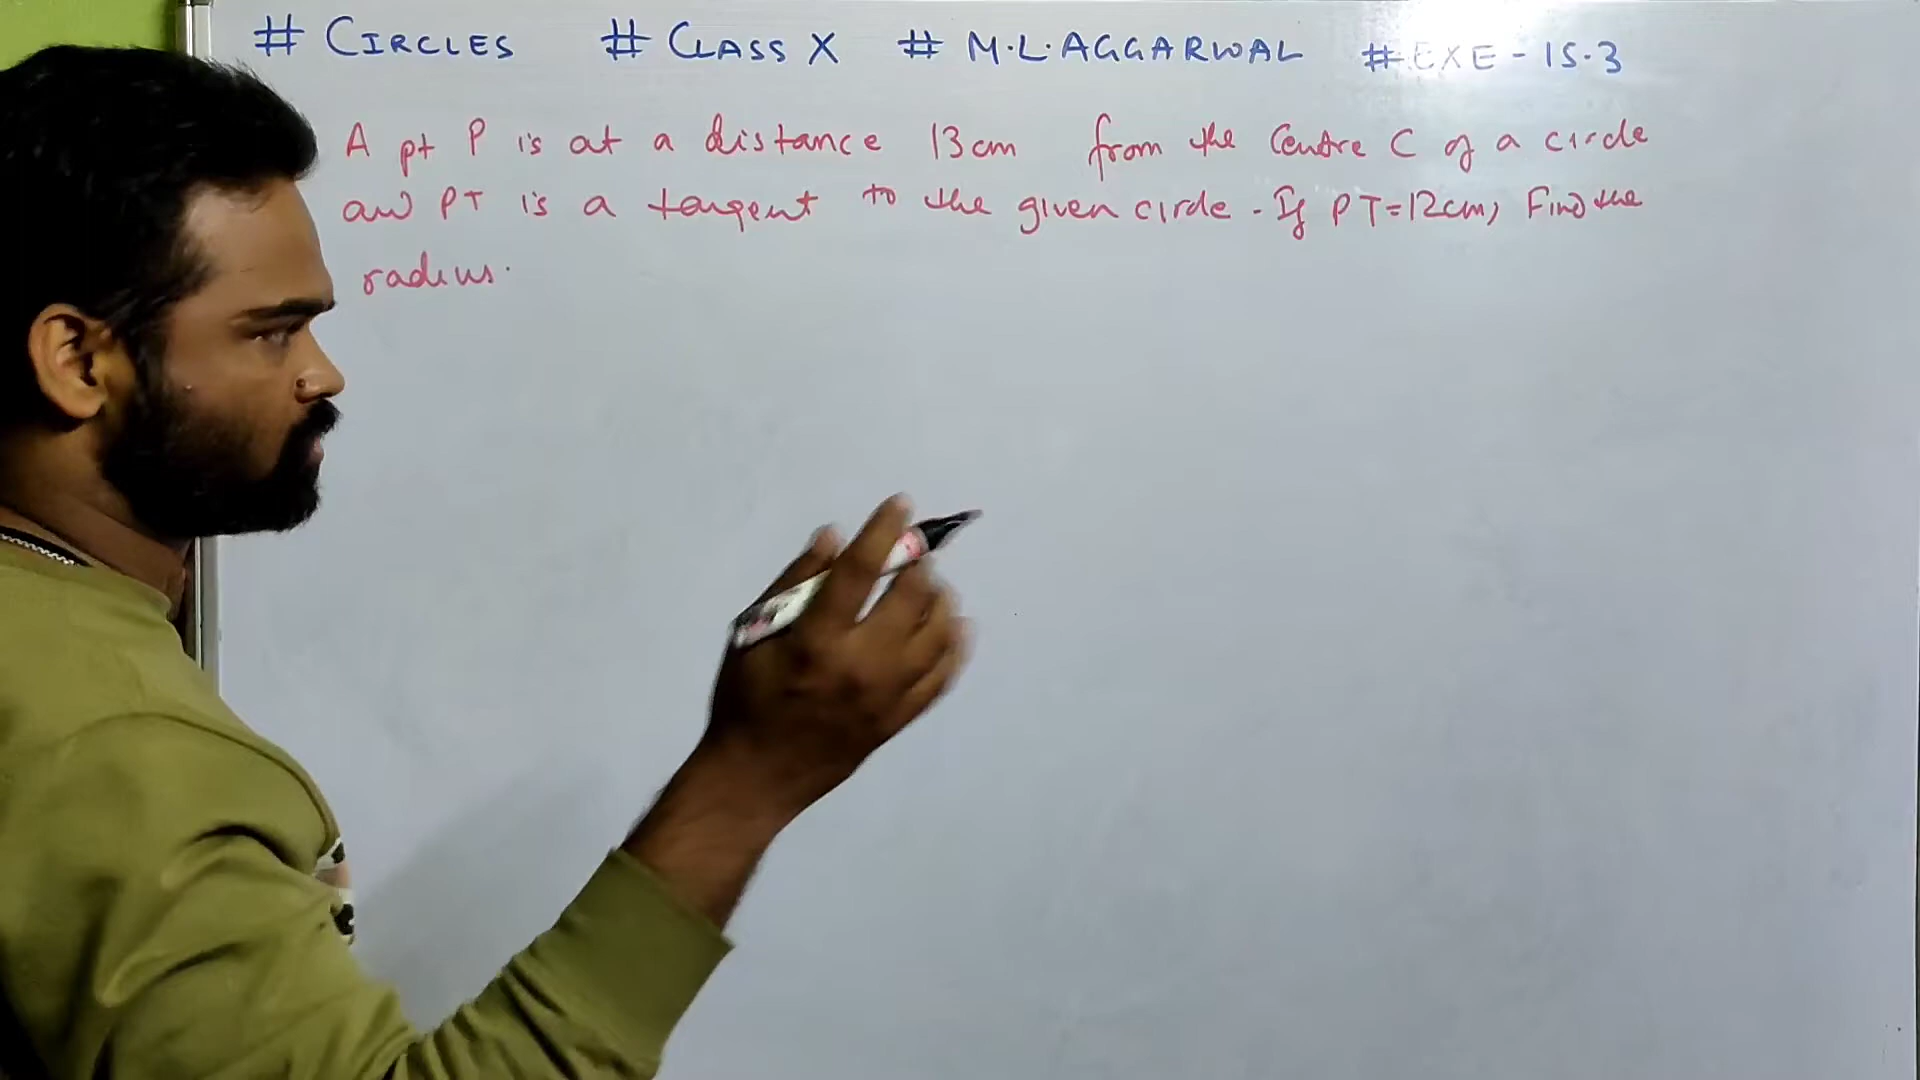 # CIRCLES # CLASS X # M.L.AGGARWAL # EXE - 15.3
A pt P is at a distance 13cm from the Centre C of a circle
and PT is a tangent to the given circle. If PT=12cm, Find the
radius.